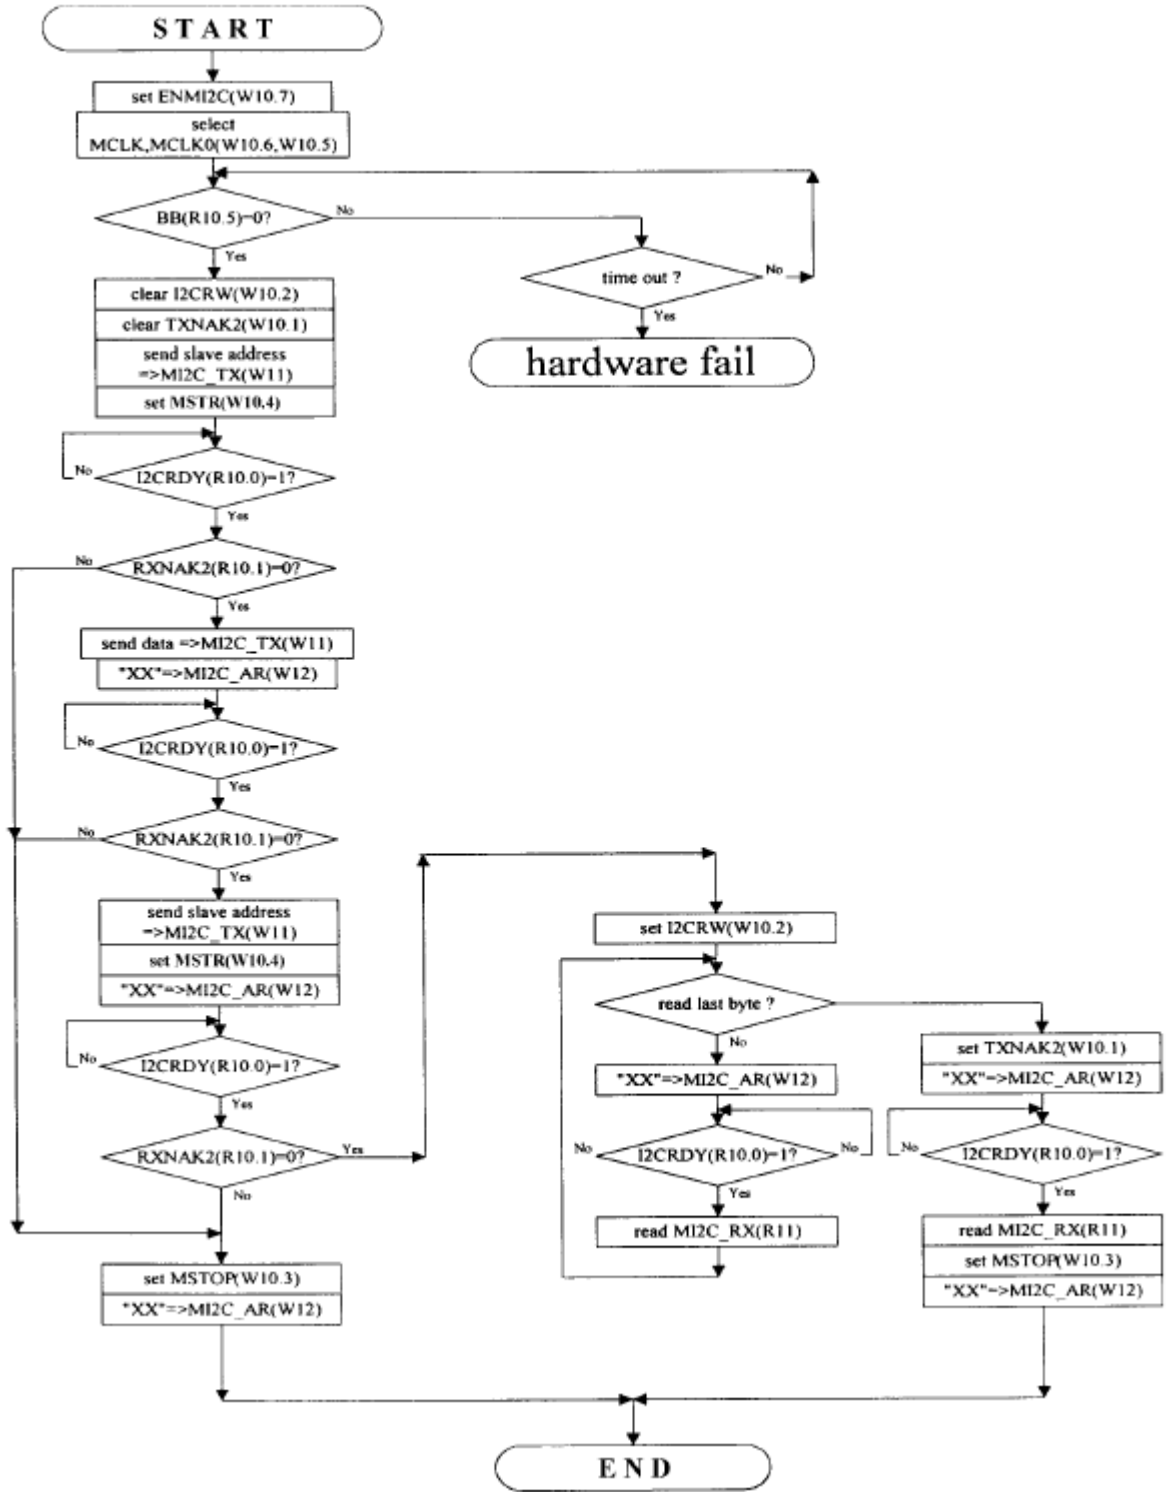 START
set ENMI2C(W10.7)
select
MCLK,MCLK0(W10.6,W10.5)
BB(R10.5)=0?
No
Yes
time out ?
No
Yes
hardware fail
clear I2CRW(W10.2)
clear TXNAK2(W10.1)
send slave address
=>MI2C_TX(W11)
set MSTR(W10.4)
No
I2CRDY(R10.0)=1?
Yes
No
RXNAK2(R10.1)=0?
Yes
send data =>MI2C_TX(W11)
"XX"=>MI2C_AR(W12)
No
I2CRDY(R10.0)=1?
Yes
No
RXNAK2(R10.1)=0?
Yes
send slave address
=>MI2C_TX(W11)
set MSTR(W10.4)
"XX"=>MI2C_AR(W12)
No
I2CRDY(R10.0)=1?
Yes
RXNAK2(R10.1)=0?
Yes
No
set MSTOP(W10.3)
"XX"=>MI2C_AR(W12)
set I2CRW(W10.2)
read last byte ?
No
"XX"=>MI2C_AR(W12)
No
I2CRDY(R10.0)=1?
No
Yes
read MI2C_RX(R11)
set TXNAK2(W10.1)
"XX"=>MI2C_AR(W12)
No
I2CRDY(R10.0)=1?
Yes
read MI2C_RX(R11)
set MSTOP(W10.3)
"XX"=>MI2C_AR(W12)
END